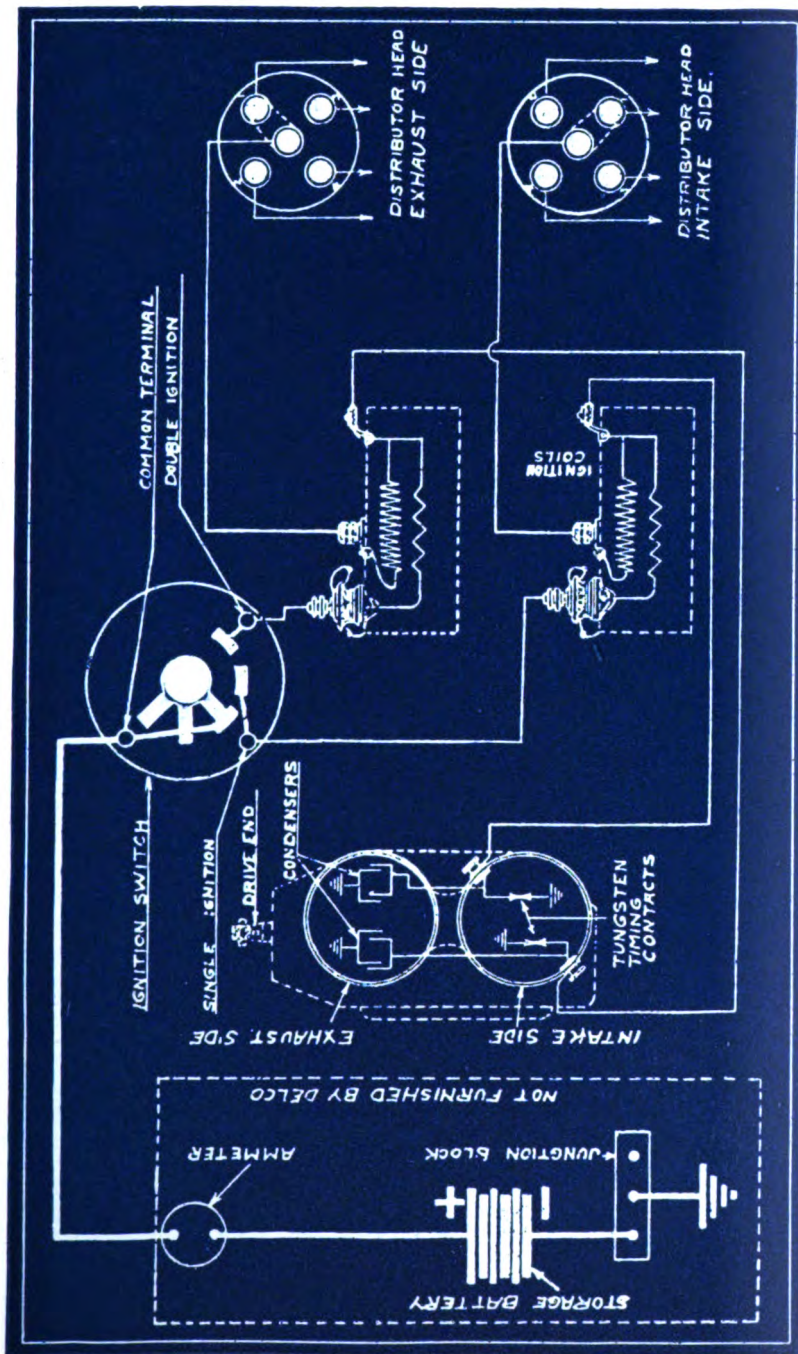 DISTRIBUTOR HEAD
EXHAUST SIDE
DISTRIBUTOR HEAD
INTAKE SIDE.
COMMON TERMINAL
DOUBLE IGNITION
IGNITION
COILS
IGNITION SWITCH
SINGLE IGNITION
DRIVE END
CONDENSERS
TUNGSTEN
TIMING
CONTACTS
EXHAUST SIDE
INTAKE SIDE
NOT FURNISHED BY DELCO
AMMETER
JUNGTION BLOCK
+
−
STORAGE BATTERY